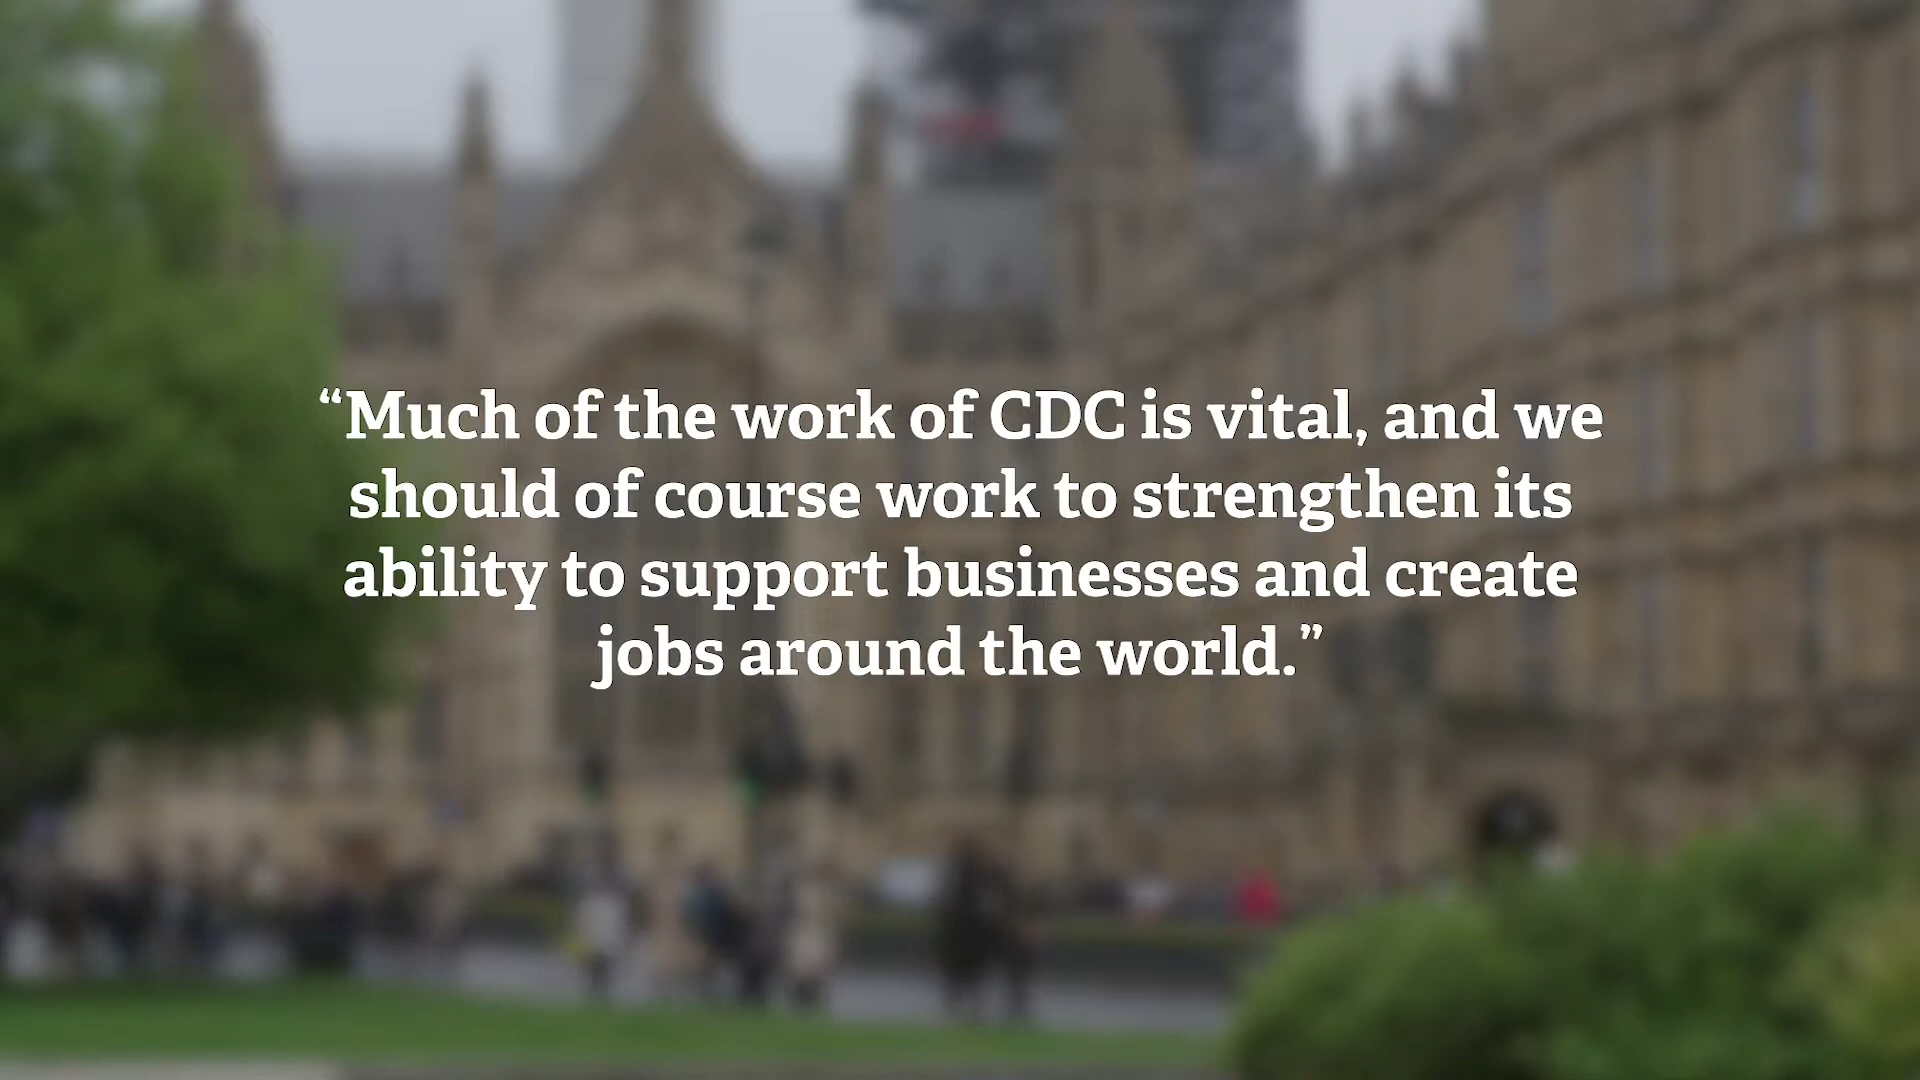 “Much of the work of CDC is vital, and we
should of course work to strengthen its
ability to support businesses and create
jobs around the world.”